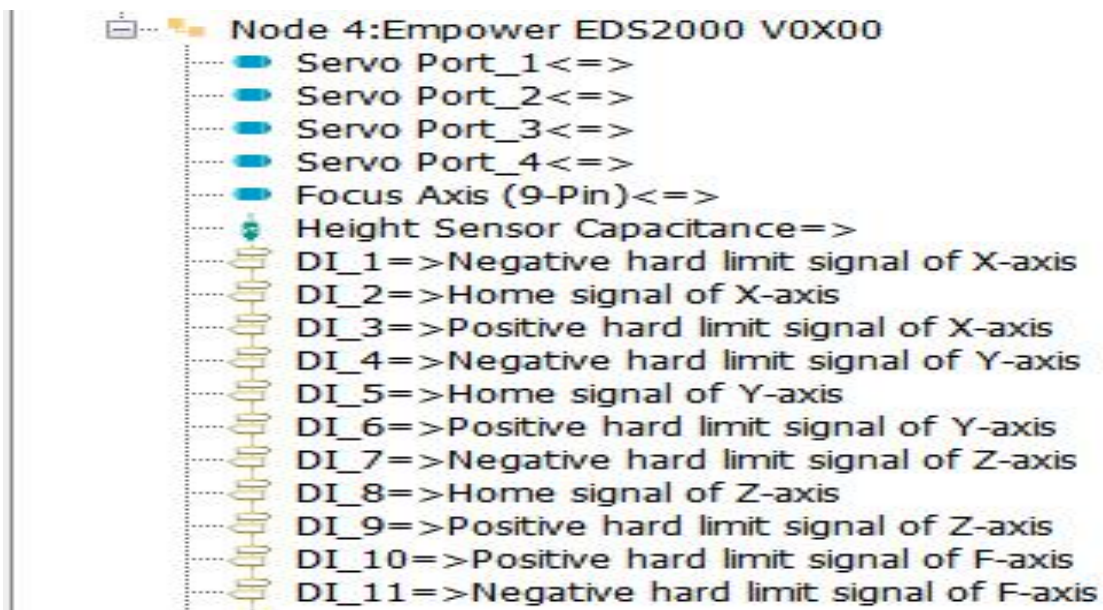 Node 4:Empower EDS2000 V0X00
Servo Port_1<=>
Servo Port_2<=>
Servo Port_3<=>
Servo Port_4<=>
Focus Axis (9-Pin)<=>
Height Sensor Capacitance=>
DI_1=>Negative hard limit signal of X-axis
DI_2=>Home signal of X-axis
DI_3=>Positive hard limit signal of X-axis
DI_4=>Negative hard limit signal of Y-axis
DI_5=>Home signal of Y-axis
DI_6=>Positive hard limit signal of Y-axis
DI_7=>Negative hard limit signal of Z-axis
DI_8=>Home signal of Z-axis
DI_9=>Positive hard limit signal of Z-axis
DI_10=>Positive hard limit signal of F-axis
DI_11=>Negative hard limit signal of F-axis